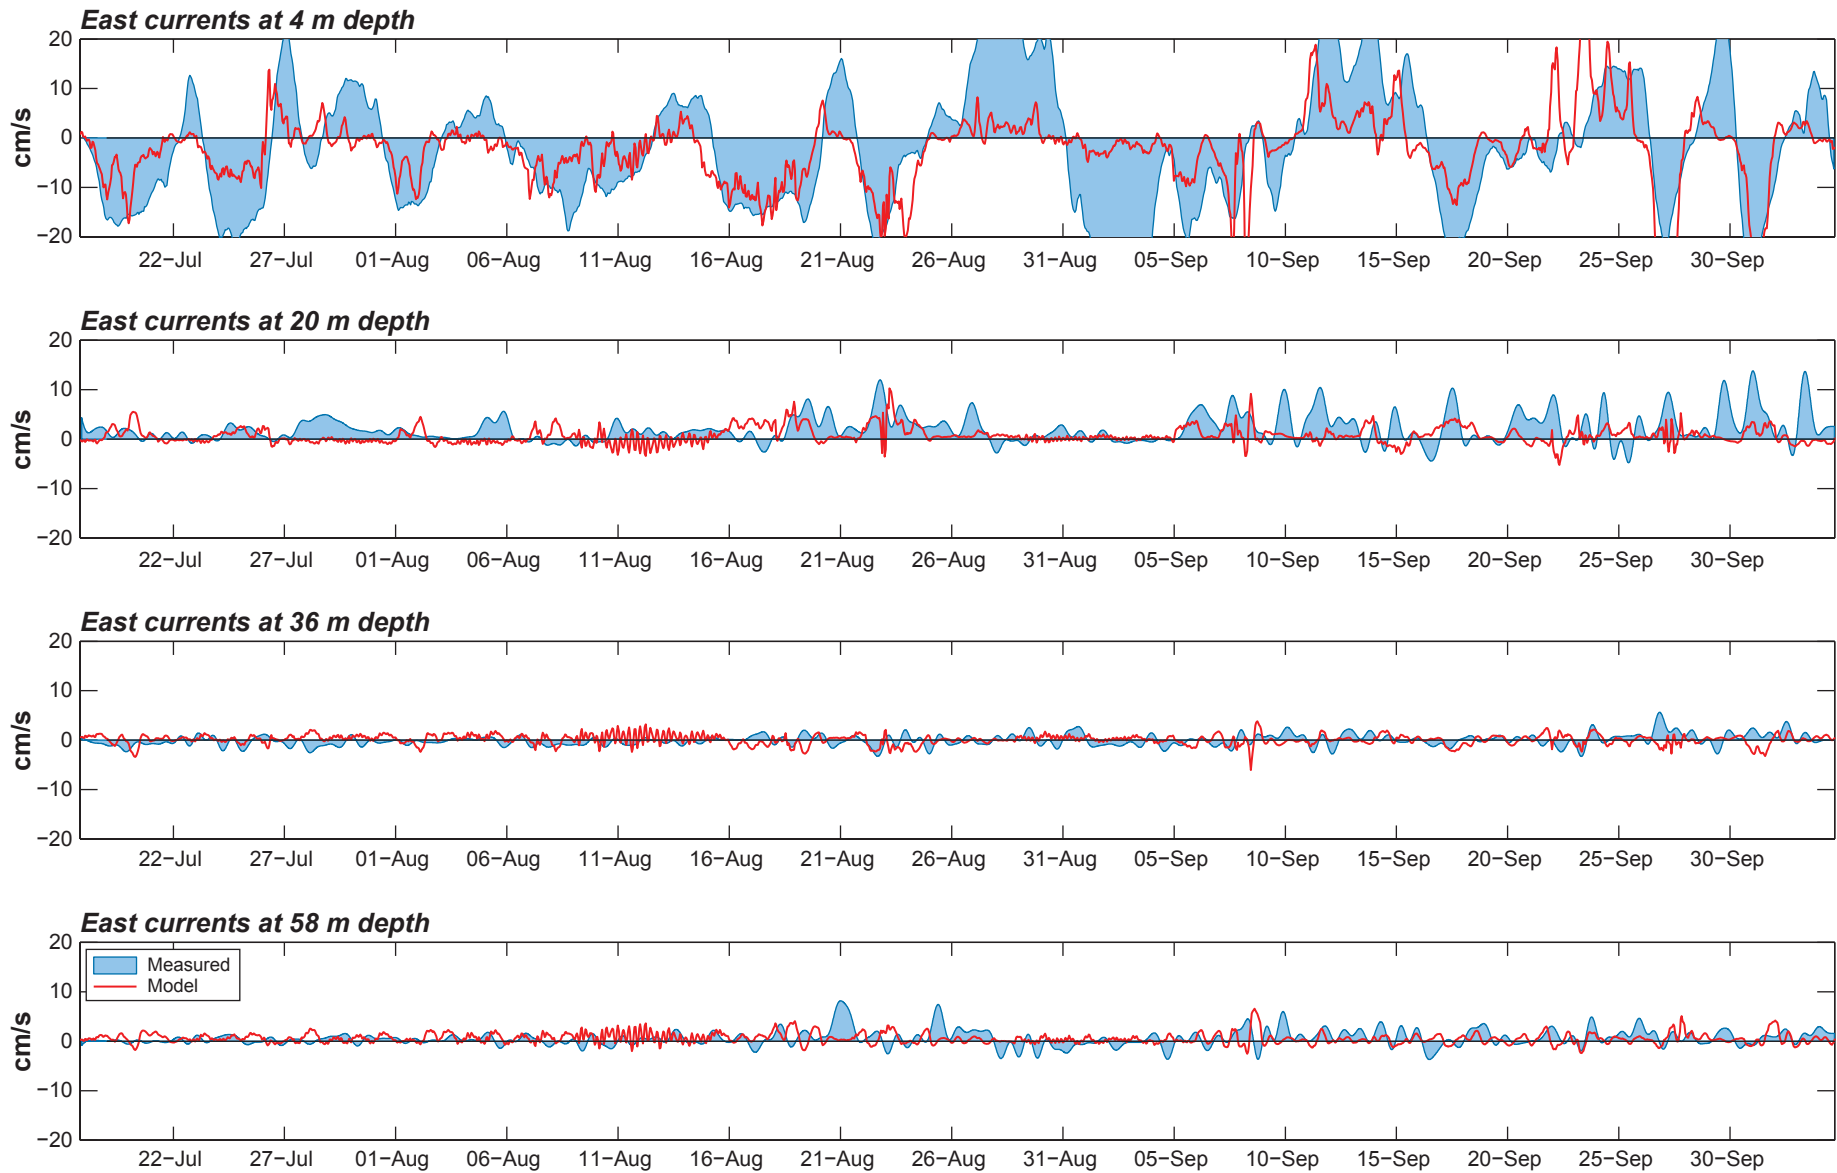 East currents at 4 m depth
20
10
0
−10
−20
cm/s
22−Jul 27−Jul 01−Aug 06−Aug 11−Aug 16−Aug 21−Aug 26−Aug 31−Aug 05−Sep 10−Sep 15−Sep 20−Sep 25−Sep 30−Sep
East currents at 20 m depth
20
10
0
−10
−20
cm/s
22−Jul 27−Jul 01−Aug 06−Aug 11−Aug 16−Aug 21−Aug 26−Aug 31−Aug 05−Sep 10−Sep 15−Sep 20−Sep 25−Sep 30−Sep
East currents at 36 m depth
20
10
0
−10
−20
cm/s
22−Jul 27−Jul 01−Aug 06−Aug 11−Aug 16−Aug 21−Aug 26−Aug 31−Aug 05−Sep 10−Sep 15−Sep 20−Sep 25−Sep 30−Sep
East currents at 58 m depth
20
10
0
−10
−20
cm/s
Measured
Model
22−Jul 27−Jul 01−Aug 06−Aug 11−Aug 16−Aug 21−Aug 26−Aug 31−Aug 05−Sep 10−Sep 15−Sep 20−Sep 25−Sep 30−Sep